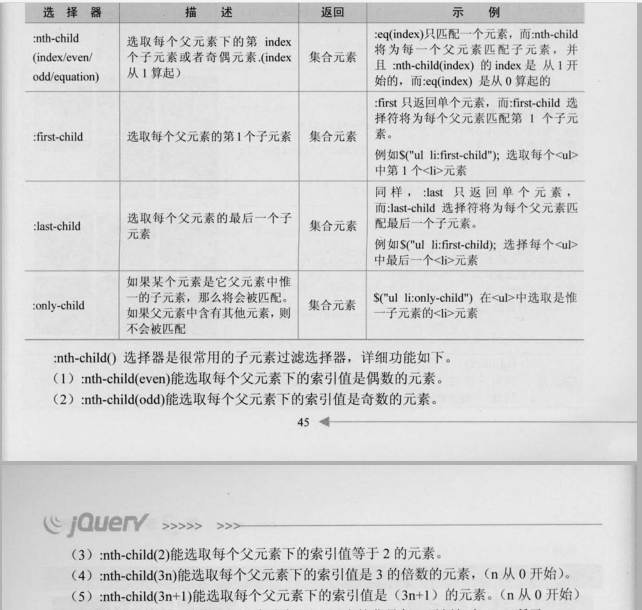 选 择 器 描 述 返回 示 例
:nth-child
(index/even/
odd/equation)
选取每个父元素下的第 index
个子元素或者奇偶元素.(index
从 1 算起）
集合元素
:eq(index)只匹配一个元素，而:nth-child
将为每一个父元素匹配子元素，并
且 :nth-child(index) 的 index 是 从 1 开
始的，而:eq(index) 是从 0 算起的
:first-child
选取每个父元素的第1个子元素
集合元素
:first 只返回单个元素，而:first-child 选
择符将为每个父元素匹配第 1 个子元
素。
例如$("ul li:first-child"); 选取每个<ul>
中第 1 个<li>元素
:last-child
选取每个父元素的最后一个子
元素
集合元素
同样，:last 只返回单个元素，
而:last-child 选择符将为每个父元素匹
配最后一个子元素。
例如$("ul li:first-child); 选择每个<ul>
中最后一个<li>元素
:only-child
如果某个元素是它父元素中惟
一的子元素，那么将会被匹配。
如果父元素中含有其他元素，则
不会被匹配
集合元素
$("ul li:only-child") 在<ul>中选取是惟
一子元素的<li>元素
:nth-child() 选择器是很常用的子元素过滤选择器，详细功能如下。
（1）:nth-child(even)能选取每个父元素下的索引值是偶数的元素。
（2）:nth-child(odd)能选取每个父元素下的索引值是奇数的元素。
45
jQuery >>>>> >>>
（3）:nth-child(2)能选取每个父元素下的索引值等于 2 的元素。
（4）:nth-child(3n)能选取每个父元素下的索引值是 3 的倍数的元素，（n 从 0 开始）。
（5）:nth-child(3n+1)能选取每个父元素下的索引值是（3n+1）的元素。（n 从 0 开始）